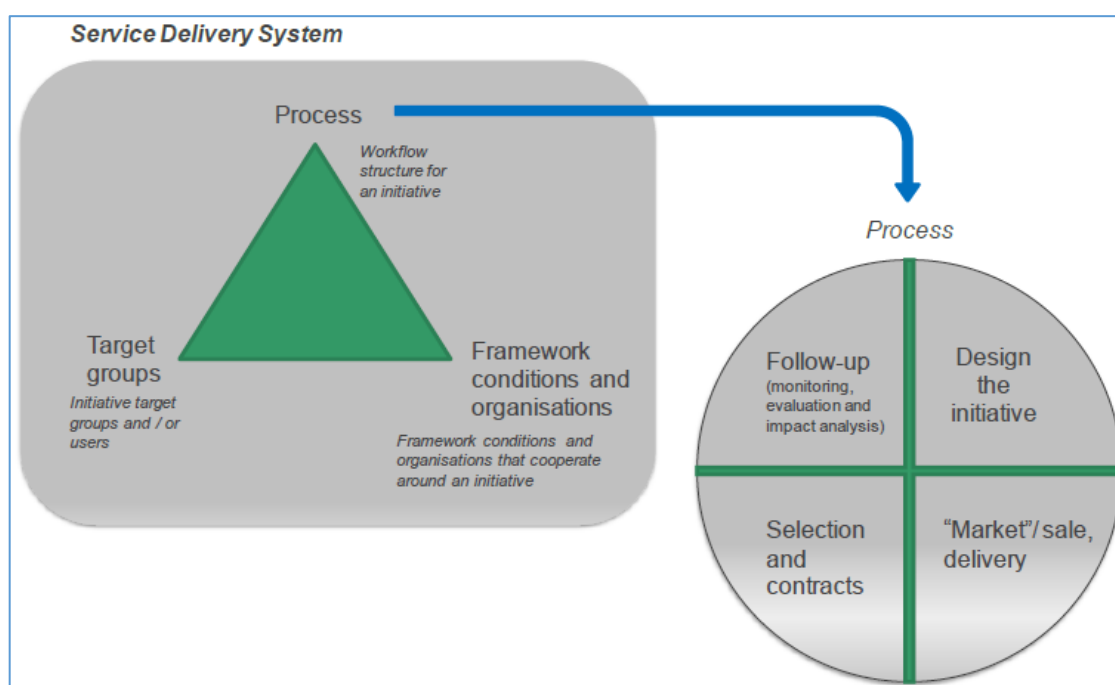 Service Delivery System
Process
Workflow
structure for
an initiative
Target
groups
Initiative target
groups and / or
users
Framework
conditions and
organisations
Framework conditions and
organisations that cooperate
around an initiative
Process
Follow-up
(monitoring,
evaluation and
impact analysis)
Design
the
initiative
Selection
and
contracts
“Market”/ sale,
delivery